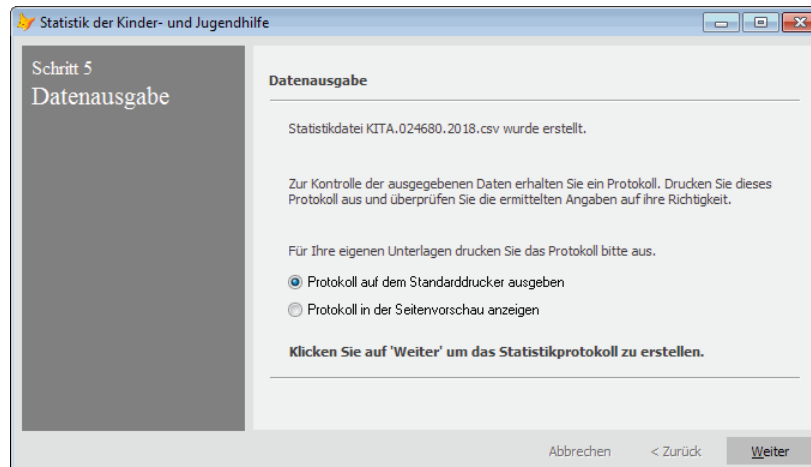 Statistik der Kinder- und Jugendhilfe
Schritt 5
Datenausgabe
Datenausgabe
Statistikdatei KITA.024680.2018.csv wurde erstellt.
Zur Kontrolle der ausgegebenen Daten erhalten Sie ein Protokoll. Drucken Sie dieses
Protokoll aus und überprüfen Sie die ermittelten Angaben auf ihre Richtigkeit.
Für Ihre eigenen Unterlagen drucken Sie das Protokoll bitte aus.
Protokoll auf dem Standarddrucker ausgeben
Protokoll in der Seitenvorschau anzeigen
Klicken Sie auf 'Weiter' um das Statistikprotokoll zu erstellen.
Abbrechen < Zurück Weiter